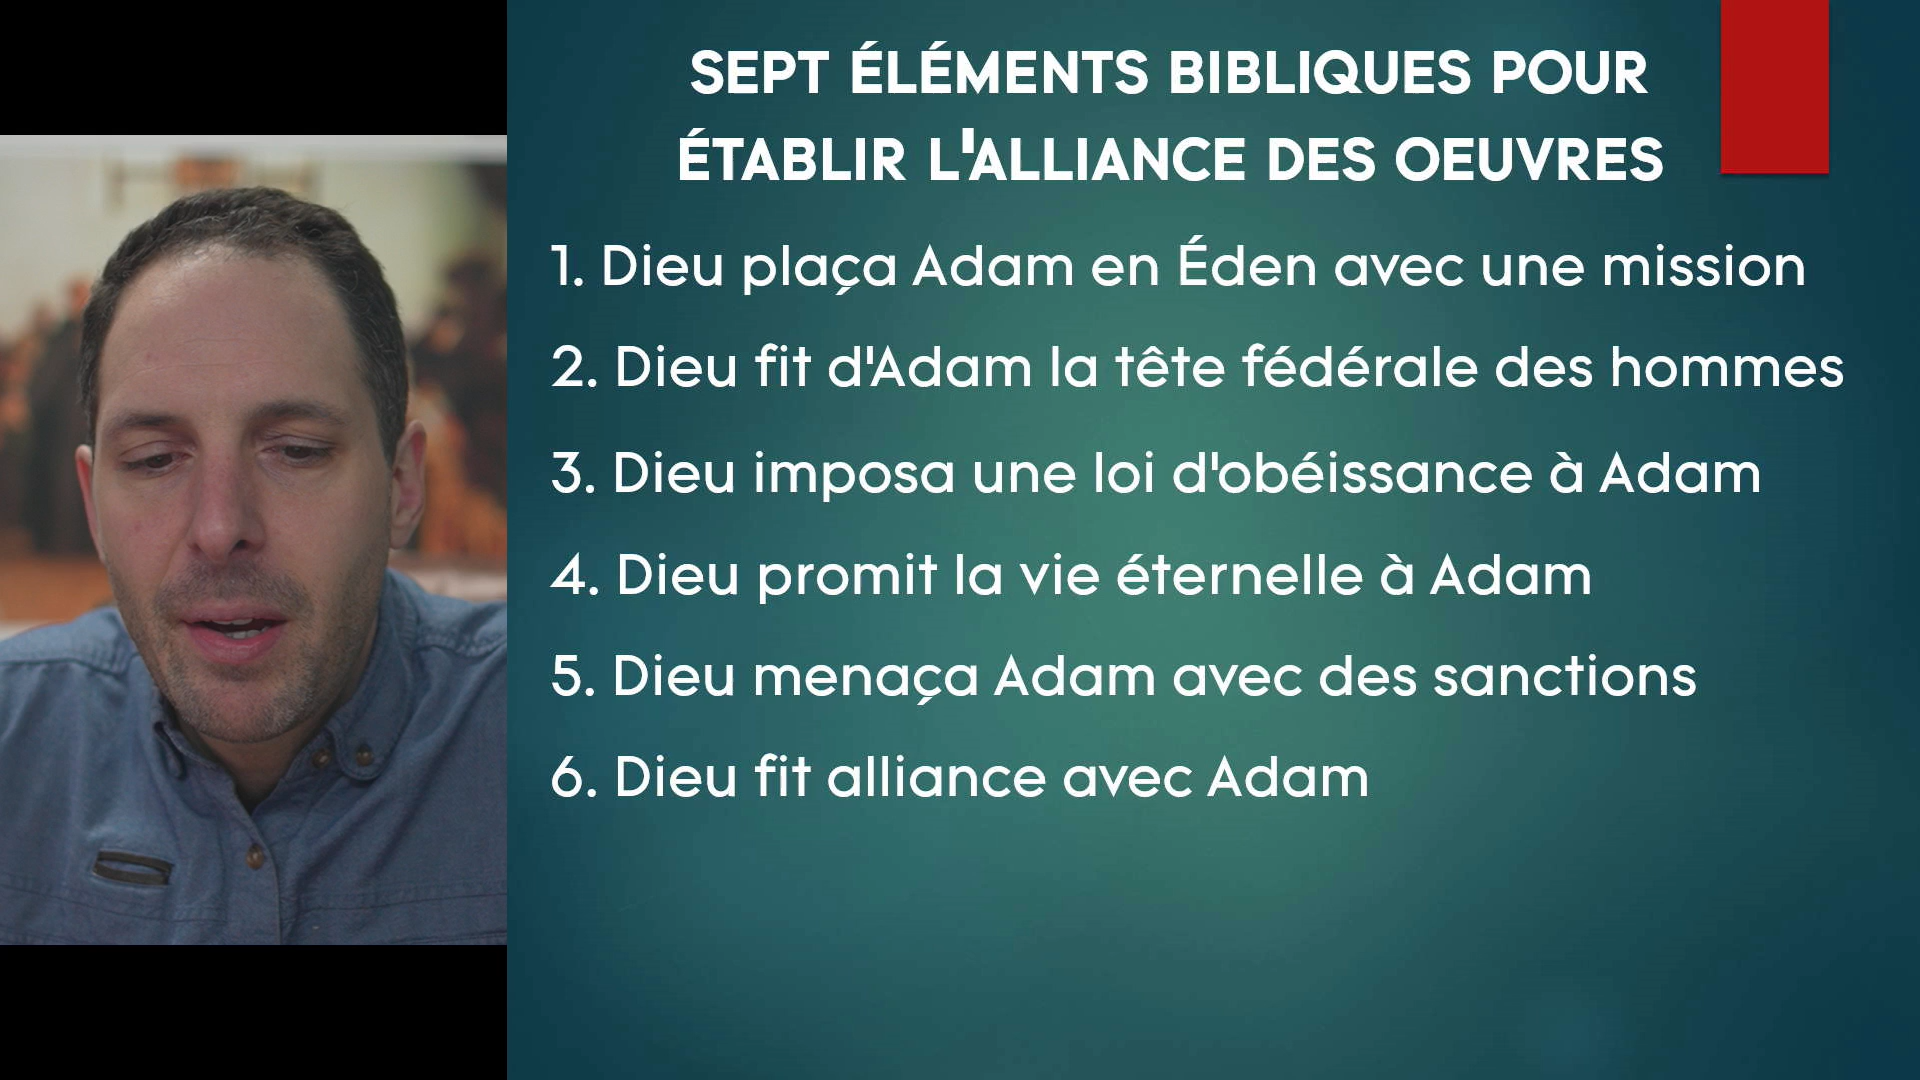 SEPT ÉLÉMENTS BIBLIQUES POUR
ÉTABLIR L'ALLIANCE DES OEUVRES
1. Dieu plaça Adam en Éden avec une mission
2. Dieu fit d'Adam la tête fédérale des hommes
3. Dieu imposa une loi d'obéissance à Adam
4. Dieu promit la vie éternelle à Adam
5. Dieu menaça Adam avec des sanctions
6. Dieu fit alliance avec Adam